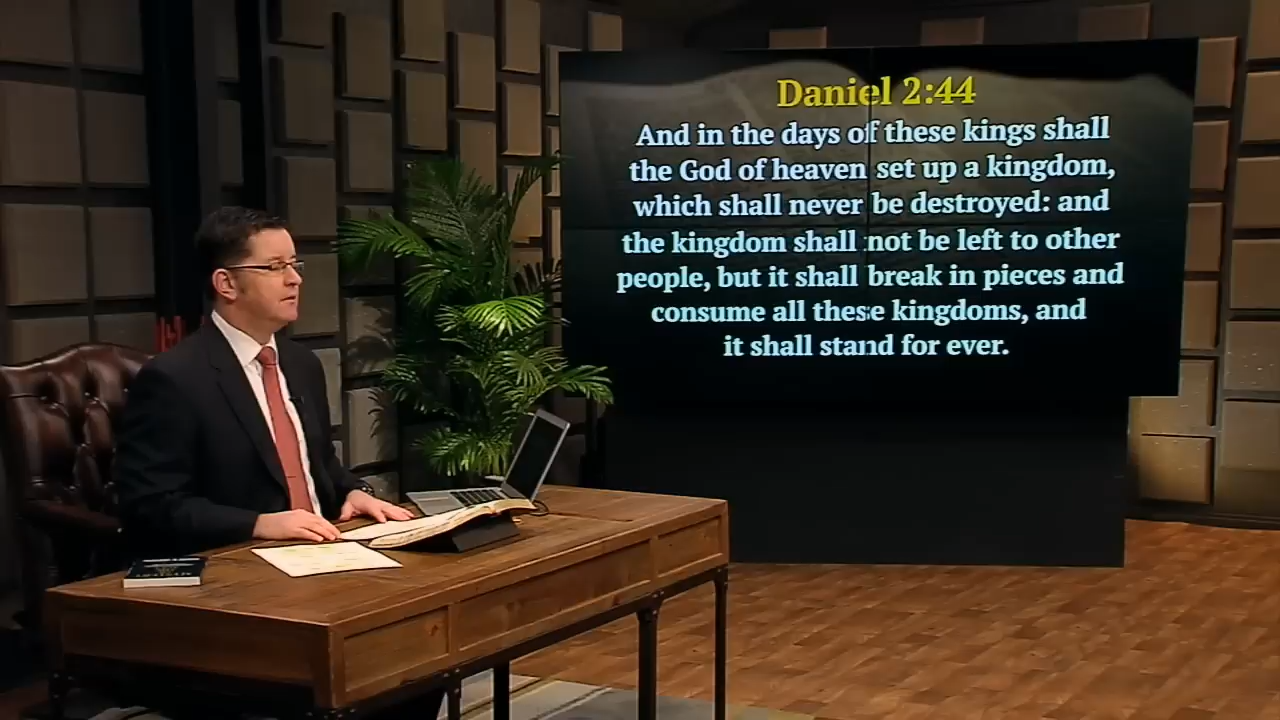 Daniel 2:44
And in the days of these kings shall
the God of heaven set up a kingdom,
which shall never be destroyed: and
the kingdom shall not be left to other
people, but it shall break in pieces and
consume all these kingdoms, and
it shall stand for ever.